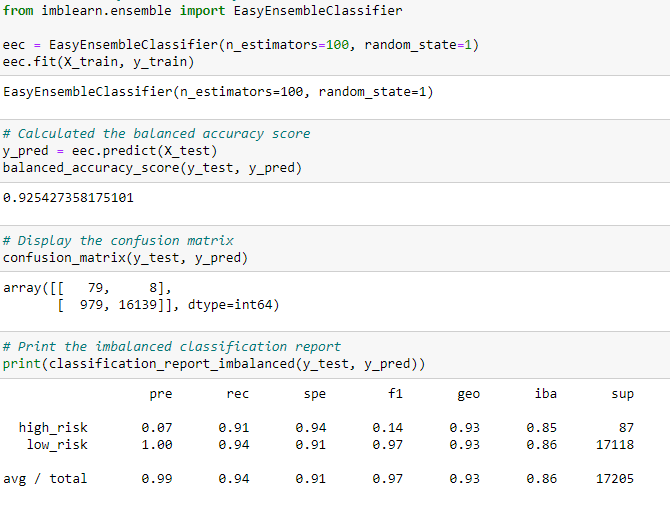 from imblearn.ensemble import EasyEnsembleClassifier
eec = EasyEnsembleClassifier(n_estimators=100, random_state=1)
eec.fit(X_train, y_train)
EasyEnsembleClassifier(n_estimators=100, random_state=1)
# Calculated the balanced accuracy score
y_pred = eec.predict(X_test)
balanced_accuracy_score(y_test, y_pred)
0.925427358175101
# Display the confusion matrix
confusion_matrix(y_test, y_pred)
array([[   79,     8],
       [  979, 16139]], dtype=int64)
# Print the imbalanced classification report
print(classification_report_imbalanced(y_test, y_pred))
                   pre       rec       spe        f1       geo       iba       sup
  high_risk       0.07      0.91      0.94      0.14      0.93      0.85        87
   low_risk       1.00      0.94      0.91      0.97      0.93      0.86     17118
avg / total       0.99      0.94      0.91      0.97      0.93      0.86     17205